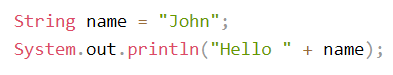 String name = "John";
System.out.println("Hello " + name);